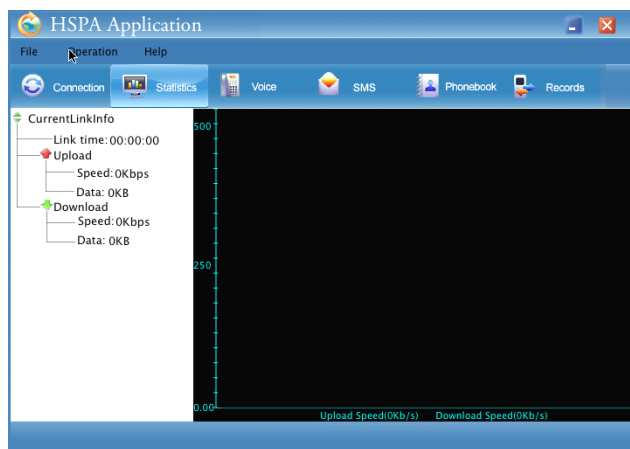 HSPA Application
File Operation Help
Connection Statistics Voice SMS Phonebook Records
CurrentLinkInfo
Link time: 00:00:00
Upload
Speed: 0Kbps
Data: 0KB
Download
Speed: 0Kbps
Data: 0KB
500
250
0.00
Upload Speed(0Kb/s) Download Speed(0Kb/s)